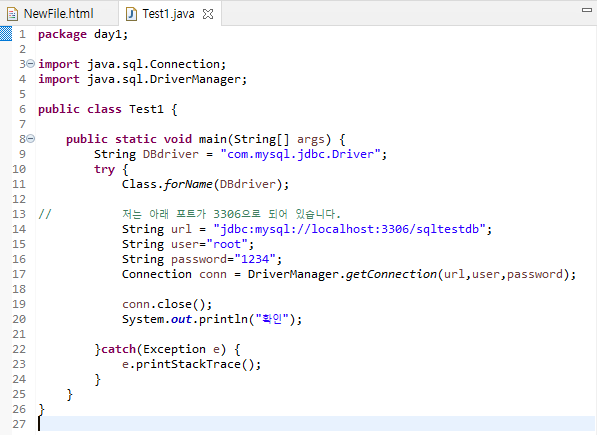 NewFile.html Test1.java
1 package day1;
2
3 import java.sql.Connection;
4 import java.sql.DriverManager;
5
6 public class Test1 {
7
8     public static void main(String[] args) {
9         String DBdriver = "com.mysql.jdbc.Driver";
10         try {
11             Class.forName(DBdriver);
12
13 //         저는 아래 포트가 3306으로 되어 있습니다.
14             String url = "jdbc:mysql://localhost:3306/sqltestdb";
15             String user="root";
16             String password="1234";
17             Connection conn = DriverManager.getConnection(url,user,password);
18
19             conn.close();
20             System.out.println("확인");
21
22         }catch(Exception e) {
23             e.printStackTrace();
24         }
25     }
26 }
27